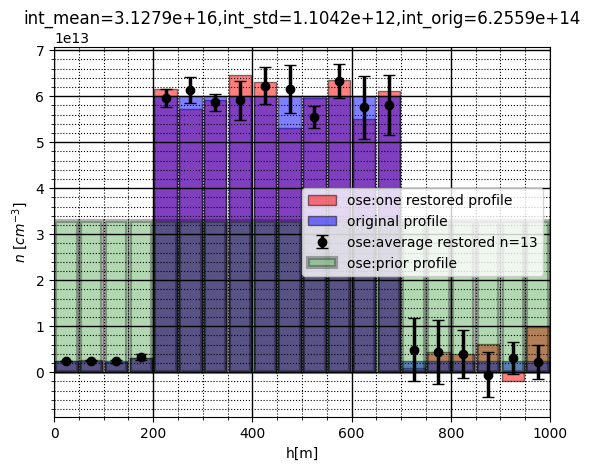 int_mean=3.1279e+16,int_std=1.1042e+12,int_orig=6.2559e+14
1e13
7
6
5
4
3
2
1
0
n [cm⁻³]
ose:one restored profile
original profile
ose:average restored n=13
ose:prior profile
0 200 400 600 800 1000
h[m]